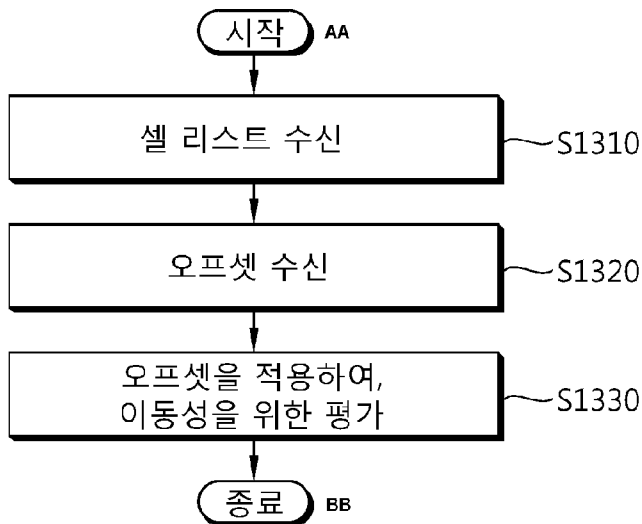 시작 AA
셀 리스트 수신
S1310
오프셋 수신
S1320
오프셋을 적용하여,
이동성을 위한 평가
S1330
종료 BB